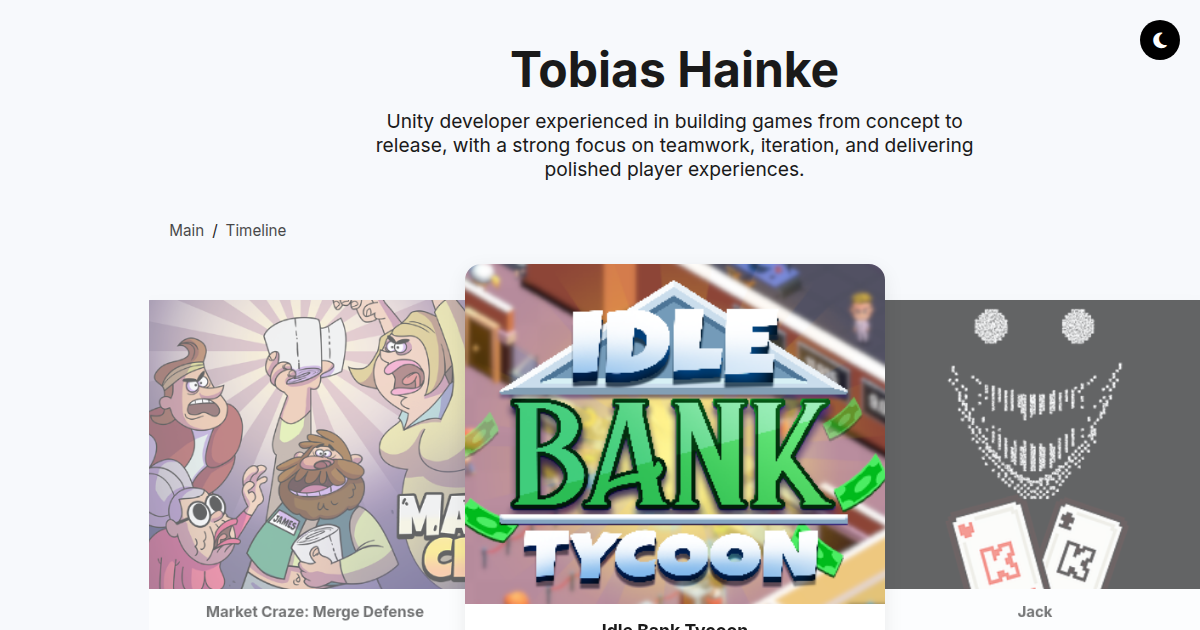 Tobias Hainke
Unity developer experienced in building games from concept to
release, with a strong focus on teamwork, iteration, and delivering
polished player experiences.
Main / Timeline
IDLE
BANK
TYCOON
JAMES
MA
C
K
K
Market Craze: Merge Defense
Idle Bank Tycoon
Jack